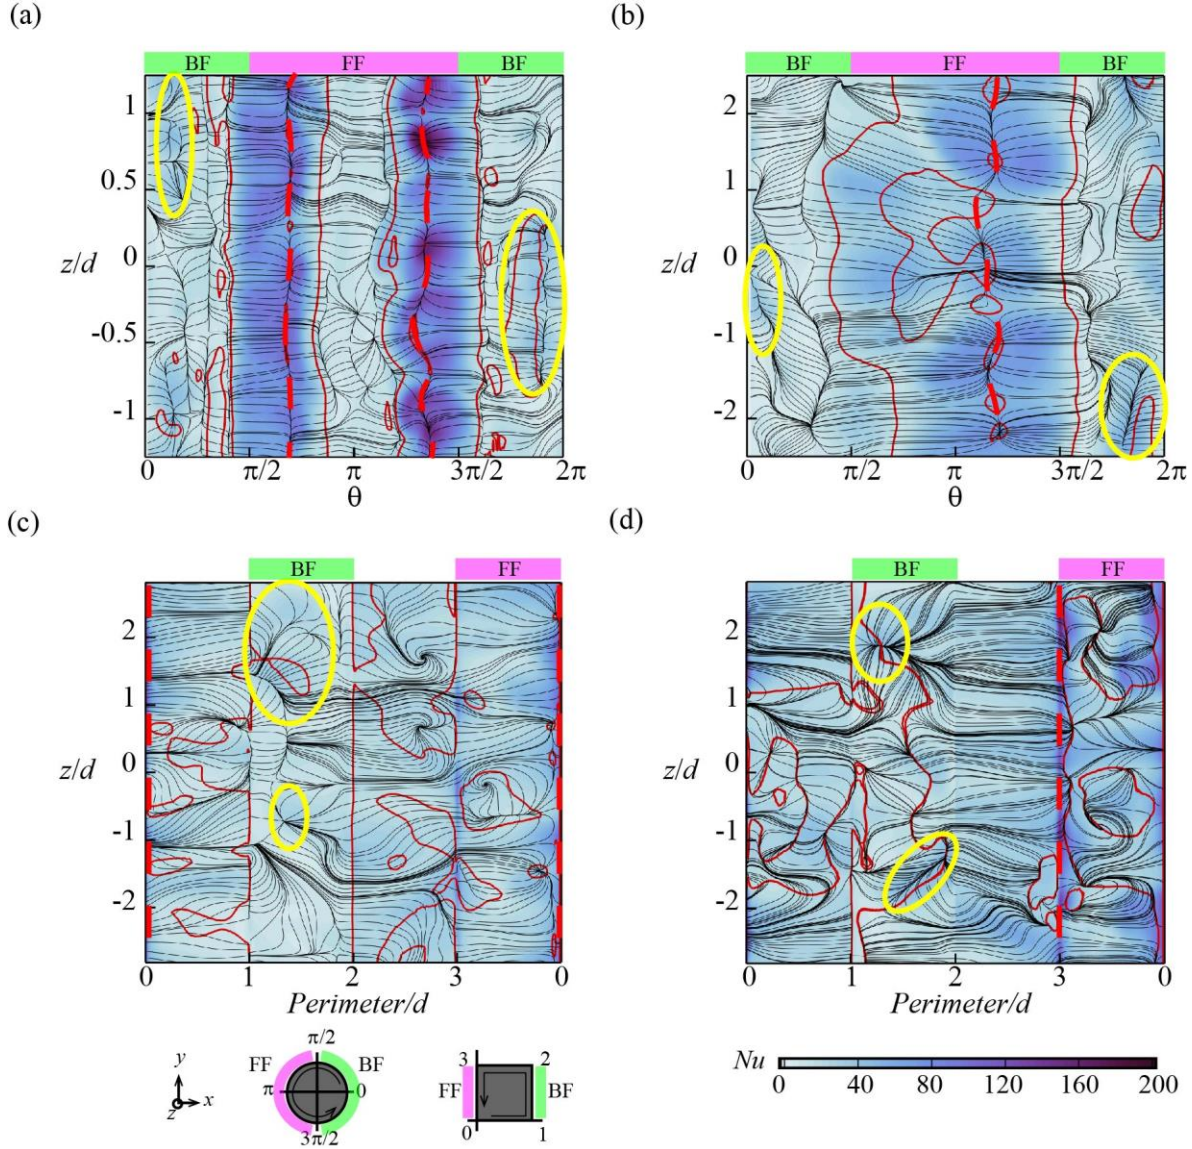 (a)
(b)
BF FF BF
BF FF BF
1
0.5
0
-0.5
-1
z/d
2
1
0
-1
-2
z/d
0 π/2 π 3π/2 2π
θ
0 π/2 π 3π/2 2π
θ
(c)
(d)
BF FF
BF FF
2
1
0
-1
-2
z/d
2
1
0
-1
-2
z/d
0 1 2 3 0
Perimeter/d
0 1 2 3 0
Perimeter/d
y
z x
π/2
FF BF
π 0
3π/2
3 2
FF BF
0 1
Nu
0 40 80 120 160 200